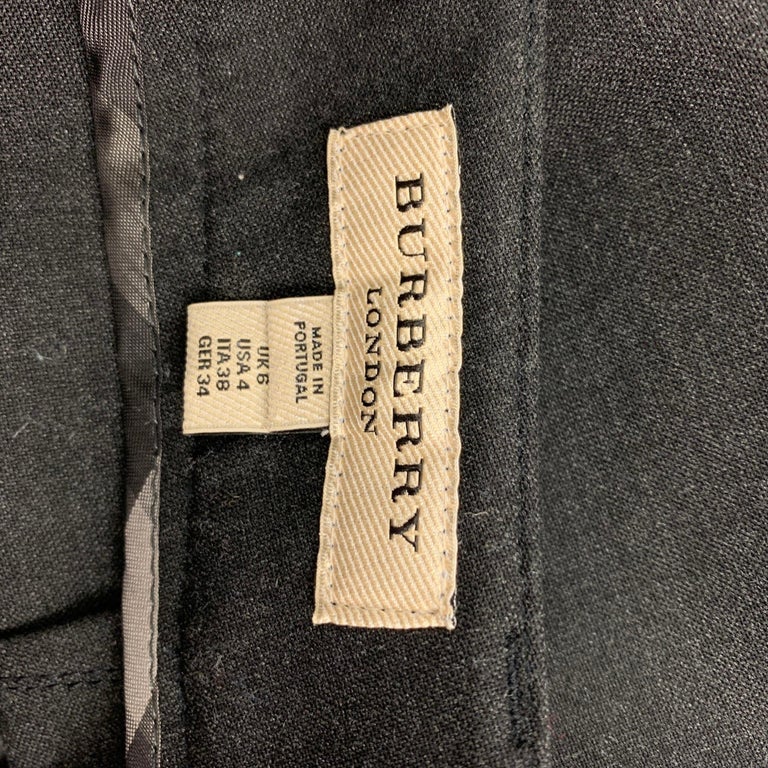 BURBERRY
LONDON
MADE IN
PORTUGAL
UK 6
USA 4
ITA 38
GER 34